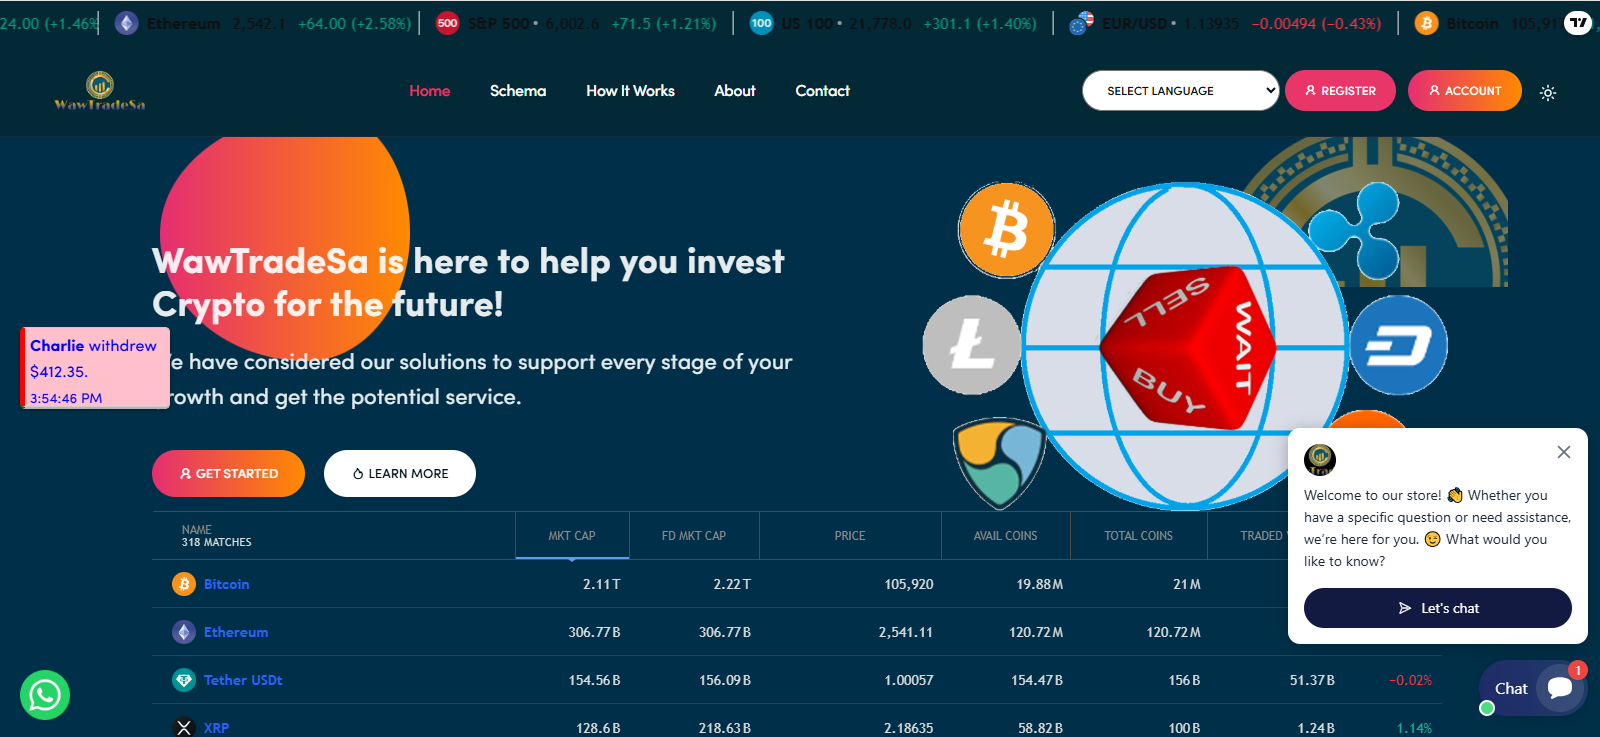 24.00 (+1.46%
Ethereum 2,542.1 +64.00 (+2.58%)
500 S&P 500 • 6,002.6 +71.5 (+1.21%)
100 US 100 • 21,778.0 +301.1 (+1.40%)
EUR/USD • 1.13935 −0.00494 (−0.43%)
Bitcoin 105,91
WawTradeSa
Home
Schema
How It Works
About
Contact
SELECT LANGUAGE
REGISTER
ACCOUNT
WawTradeSa is here to help you invest
Crypto for the future!
We have considered our solutions to support every stage of your
growth and get the potential service.
Charlie withdrew
$412.35.
3:54:46 PM
GET STARTED
LEARN MORE
SELL
WAIT
BUY
NAME
318 MATCHES
MKT CAP
FD MKT CAP
PRICE
AVAIL COINS
TOTAL COINS
TRADED
Bitcoin 2.11 T 2.22 T 105,920 19.88 M 21 M
Ethereum 306.77 B 306.77 B 2,541.11 120.72 M 120.72 M
Tether USDt 154.56 B 156.09 B 1.00057 154.47 B 156 B 51.37 B −0.02%
XRP 128.6 B 218.63 B 2.18635 58.82 B 100 B 1.24 B 1.14%
Welcome to our store! 👋 Whether you
have a specific question or need assistance,
we're here for you. 😉 What would you
like to know?
Let's chat
Chat
1